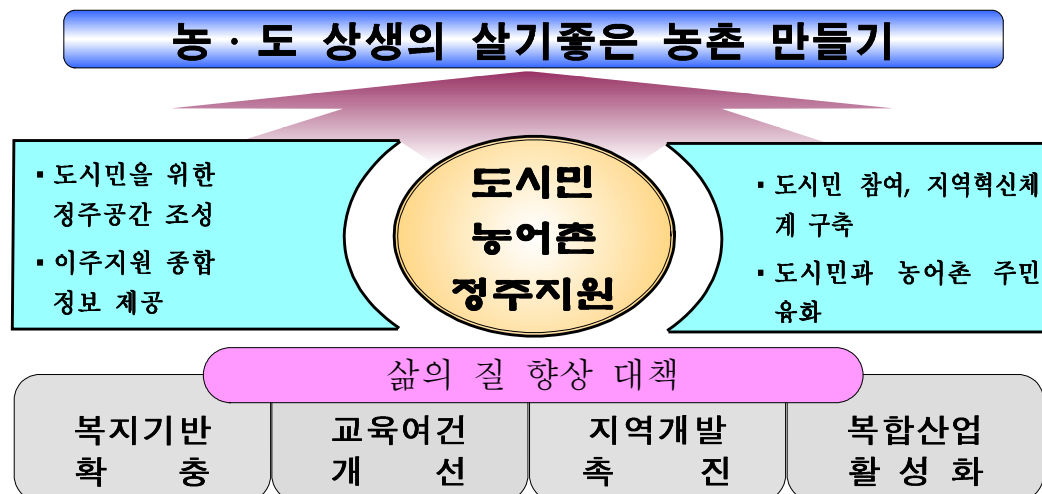 농·도 상생의 살기좋은 농촌 만들기
▪ 도시민을 위한
정주공간 조성
▪ 이주지원 종합
정보 제공
도시민
농어촌
정주지원
▪ 도시민 참여, 지역혁신체
계 구축
▪ 도시민과 농어촌 주민
융화
삶의 질 향상 대책
복지기반
확 충
교육여건
개 선
지역개발
촉 진
복합산업
활성화